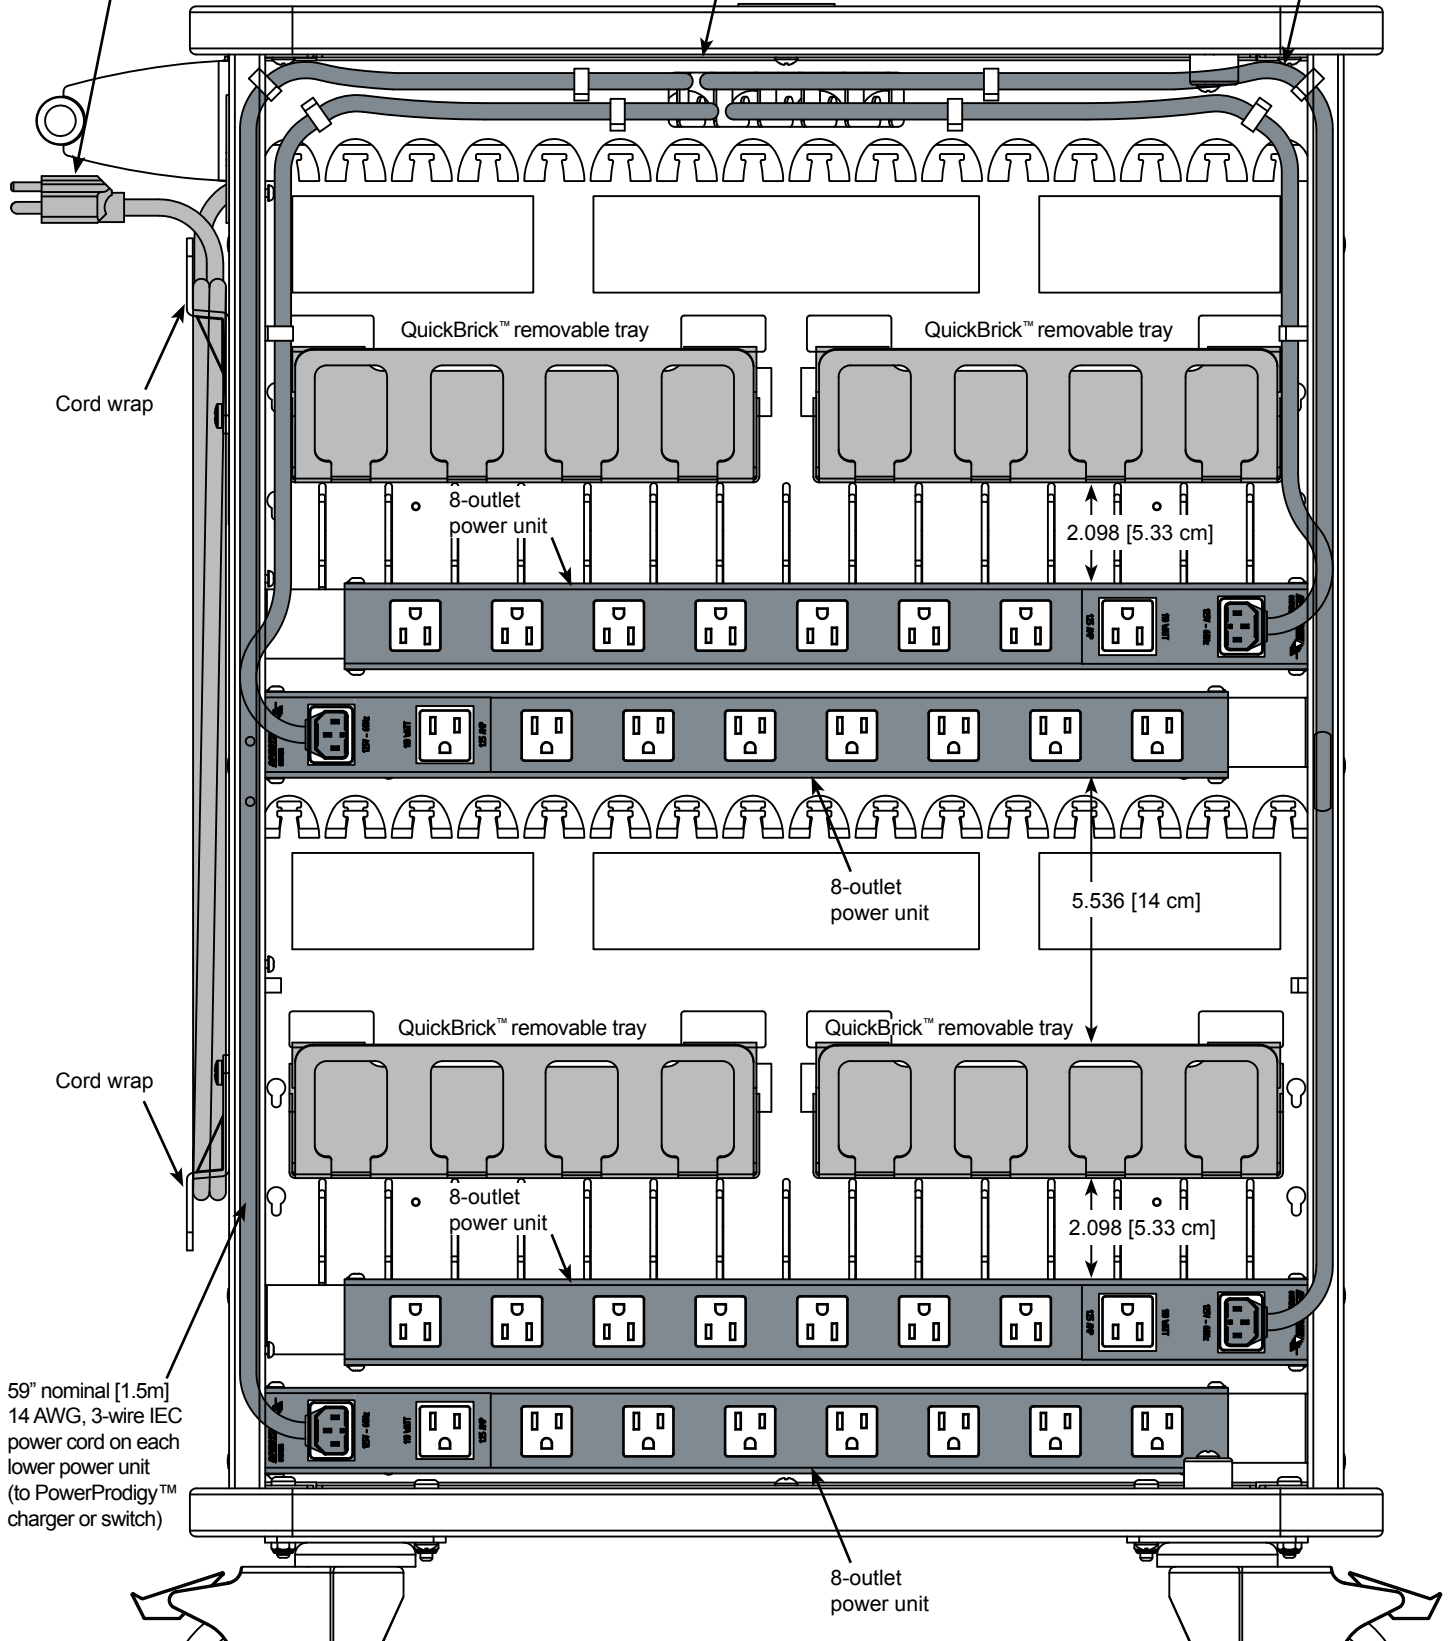 QuickBrick™ removable tray
QuickBrick™ removable tray
Cord wrap
8-outlet
power unit
2.098 [5.33 cm]
125V ~ 60Hz
8-outlet
power unit
5.536 [14 cm]
QuickBrick™ removable tray
QuickBrick™ removable tray
Cord wrap
8-outlet
power unit
2.098 [5.33 cm]
59” nominal [1.5m]
14 AWG, 3-wire IEC
power cord on each
lower power unit
(to PowerProdigy™
charger or switch)
8-outlet
power unit